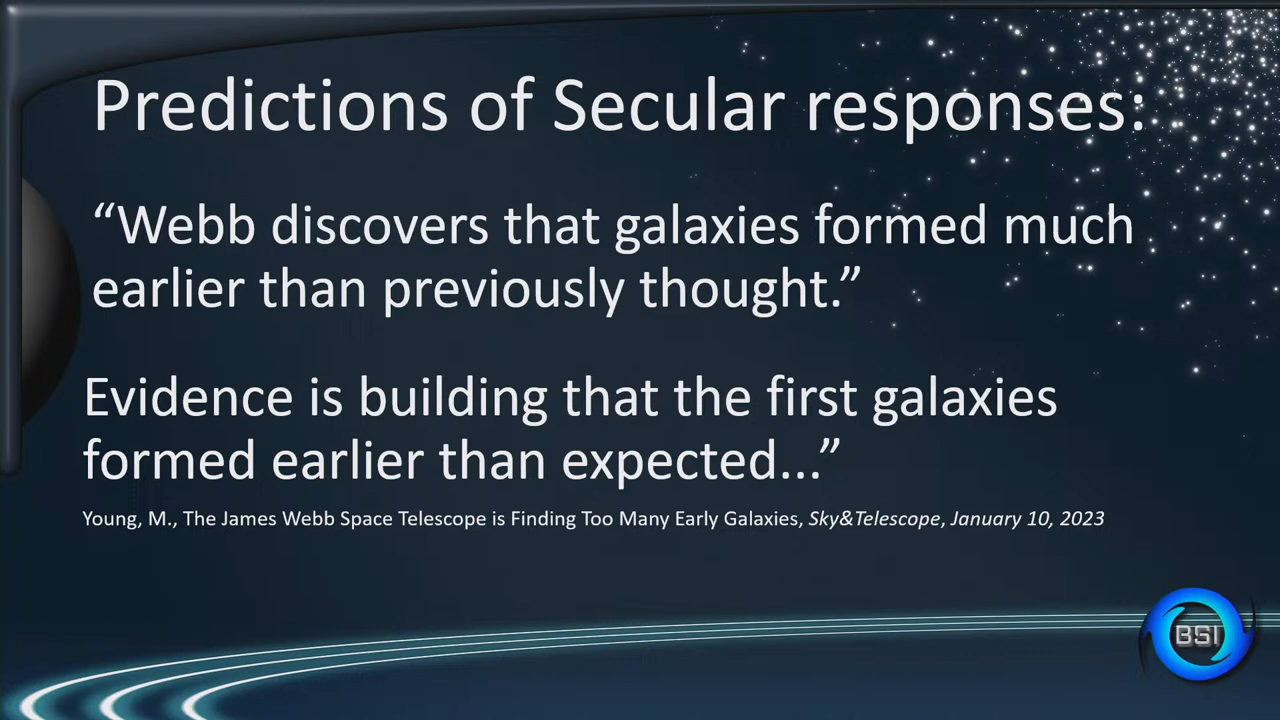 Predictions of Secular responses:
“Webb discovers that galaxies formed much
earlier than previously thought.”
Evidence is building that the first galaxies
formed earlier than expected...”
Young, M., The James Webb Space Telescope is Finding Too Many Early Galaxies, Sky&Telescope, January 10, 2023
BSI